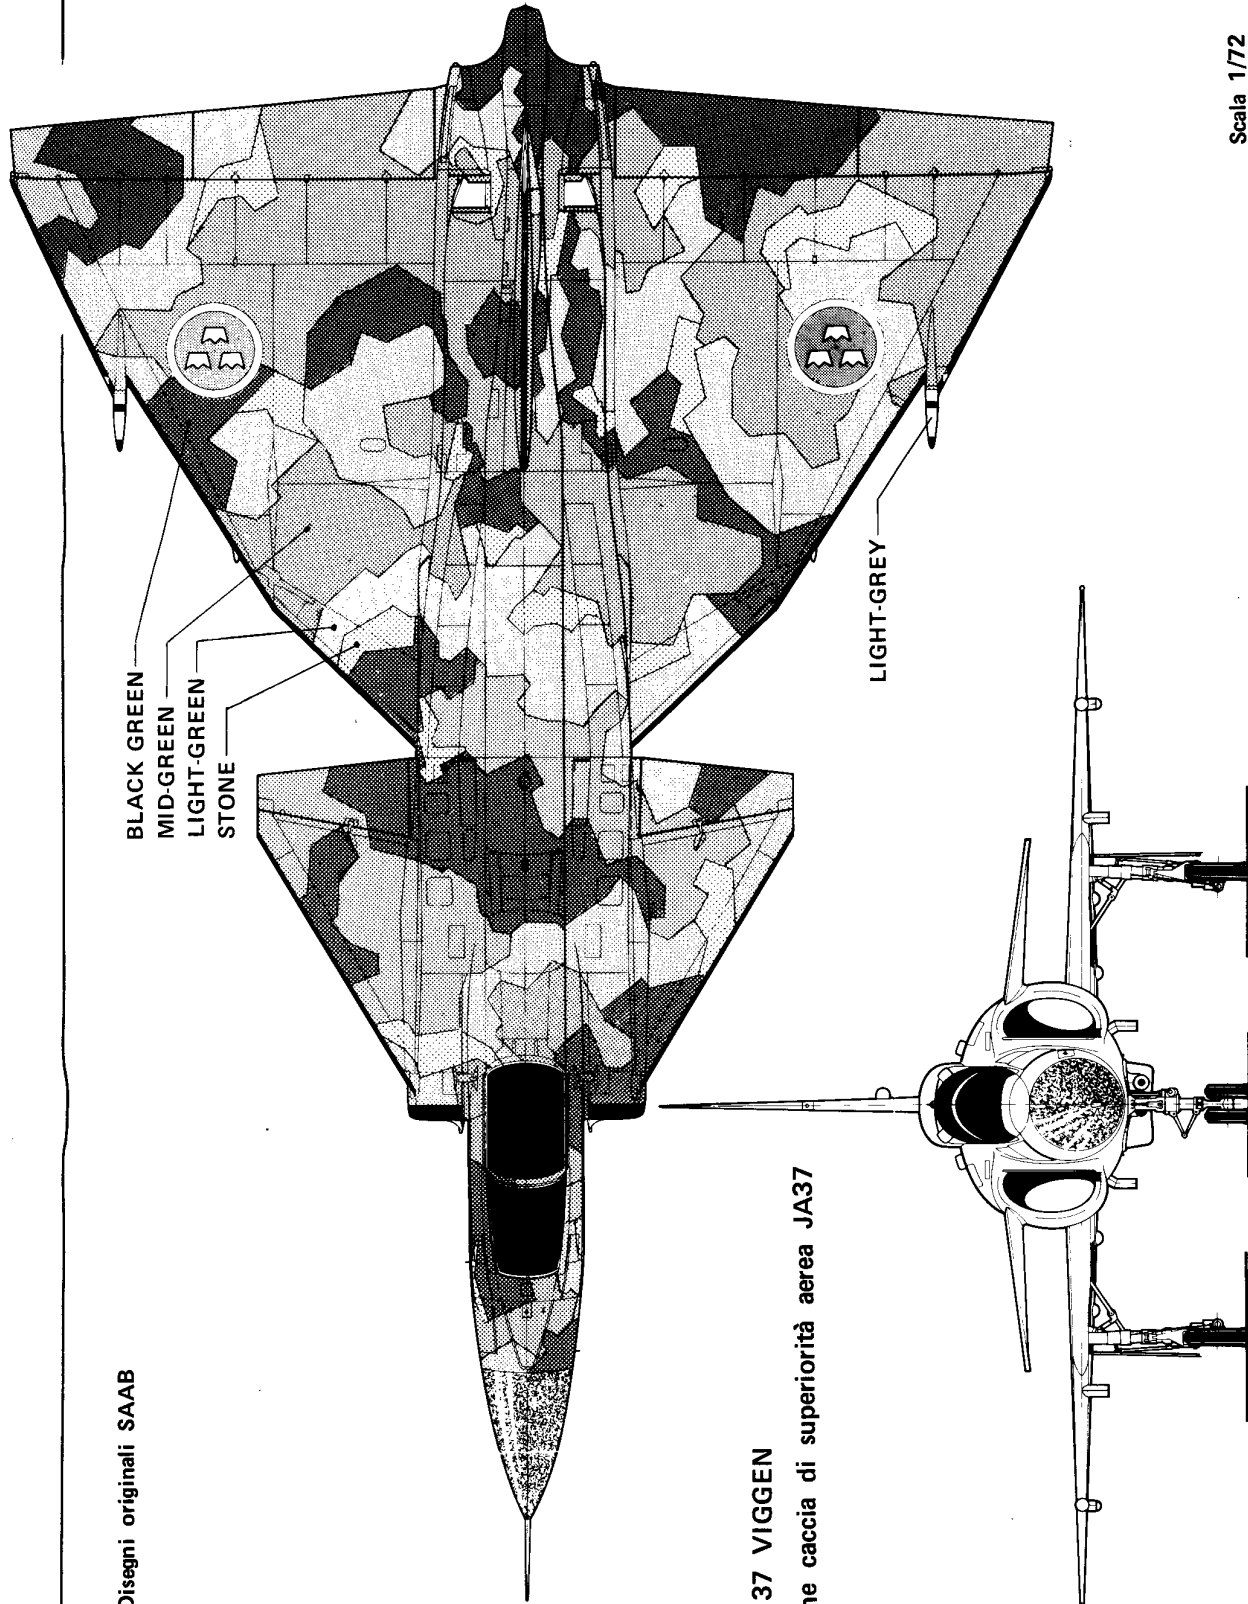 Disegni originali SAAB
BLACK GREEN
MID-GREEN
LIGHT-GREEN
STONE
LIGHT-GREY
37 VIGGEN
caccia di superiorità aerea JA37
Scala 1/72